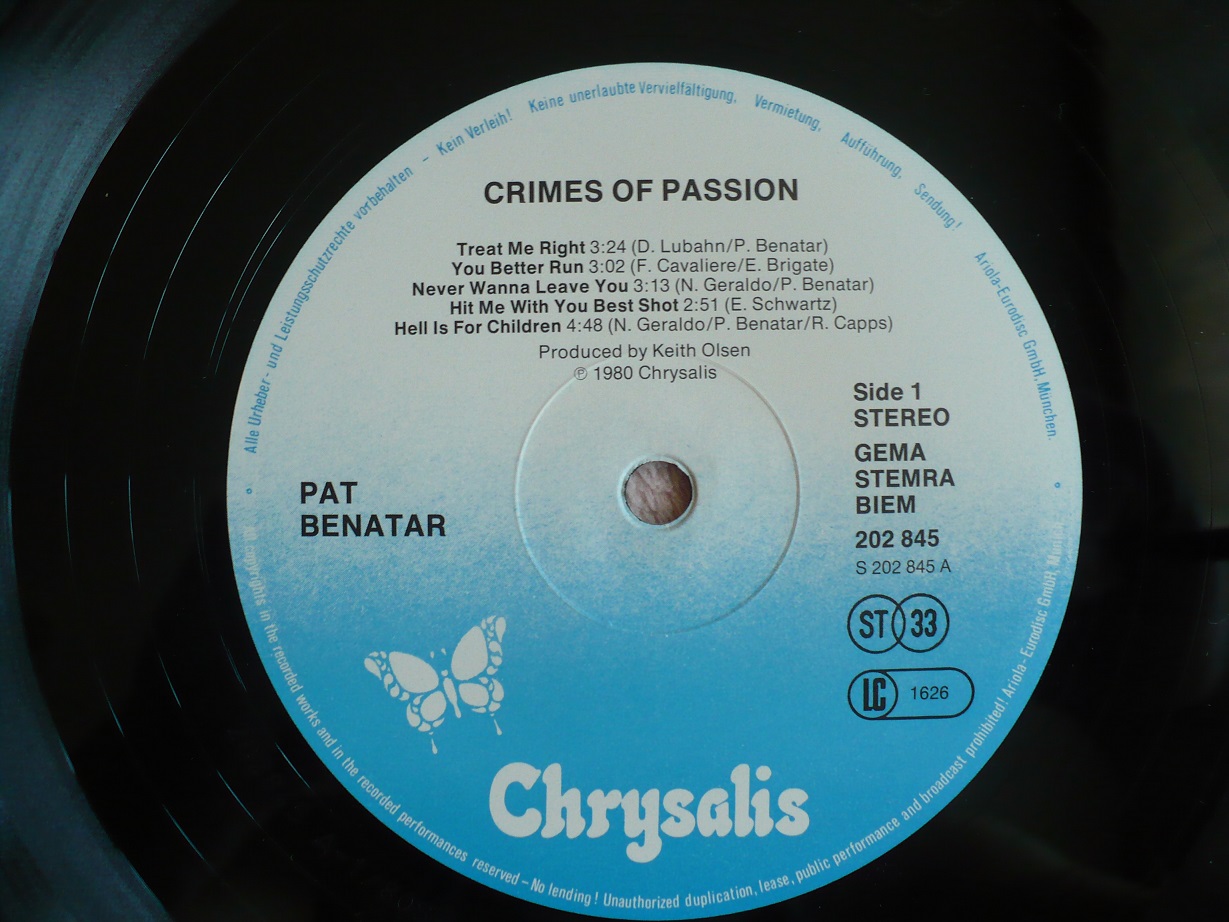 Alle Urheber- und Leistungsschutzrechte vorbehalten – Kein Verleih! Keine unerlaubte Vervielfältigung, Vermietung, Aufführung, Sendung! Ariola-Eurodisc GmbH, München.
CRIMES OF PASSION
Treat Me Right 3:24 (D. Lubahn/P. Benatar)
You Better Run 3:02 (F. Cavaliere/E. Brigate)
Never Wanna Leave You 3:13 (N. Geraldo/P. Benatar)
Hit Me With You Best Shot 2:51 (E. Schwartz)
Hell Is For Children 4:48 (N. Geraldo/P. Benatar/R. Capps)
Produced by Keith Olsen
℗ 1980 Chrysalis
Side 1
STEREO
GEMA
STEMRA
BIEM
202 845
S 202 845 A
ST 33
LC 1626
PAT
BENATAR
Chrysalis
All copyrights in the recorded works and in the recorded performances reserved – No lending! Unauthorized duplication, lease, public performance and broadcast prohibited! Ariola-Eurodisc GmbH, Munich.